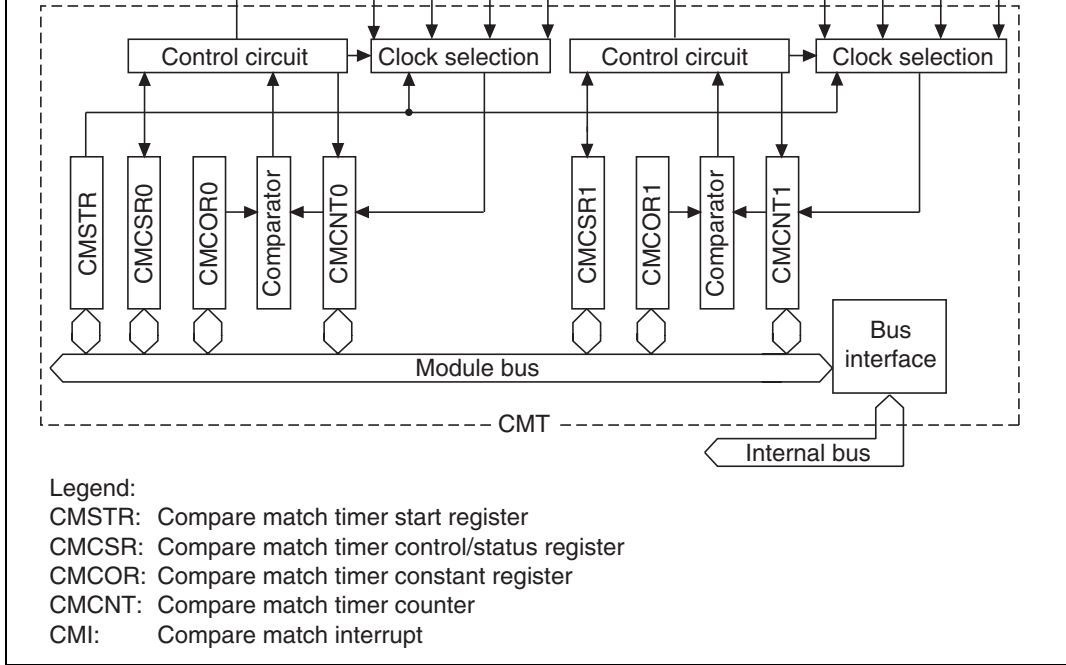 Control circuit
Clock selection
Control circuit
Clock selection
CMSTR
CMCSR0
CMCOR0
Comparator
CMCNT0
CMCSR1
CMCOR1
Comparator
CMCNT1
Bus
interface
Module bus
CMT
Internal bus
Legend:
CMSTR: Compare match timer start register
CMCSR: Compare match timer control/status register
CMCOR: Compare match timer constant register
CMCNT: Compare match timer counter
CMI: Compare match interrupt